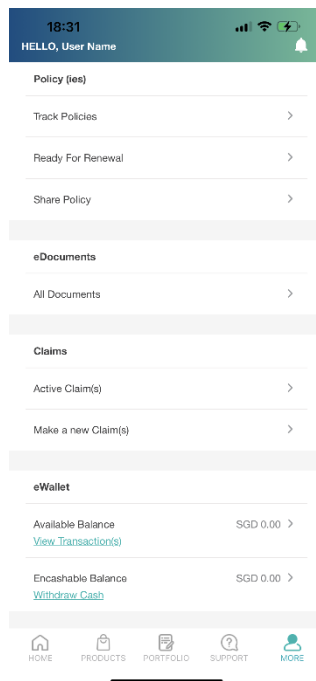 18:31
HELLO, User Name
Policy (ies)
Track Policies
Ready For Renewal
Share Policy
eDocuments
All Documents
Claims
Active Claim(s)
Make a new Claim(s)
eWallet
Available Balance SGD 0.00
View Transaction(s)
Encashable Balance SGD 0.00
Withdraw Cash
HOME PRODUCTS PORTFOLIO SUPPORT MORE